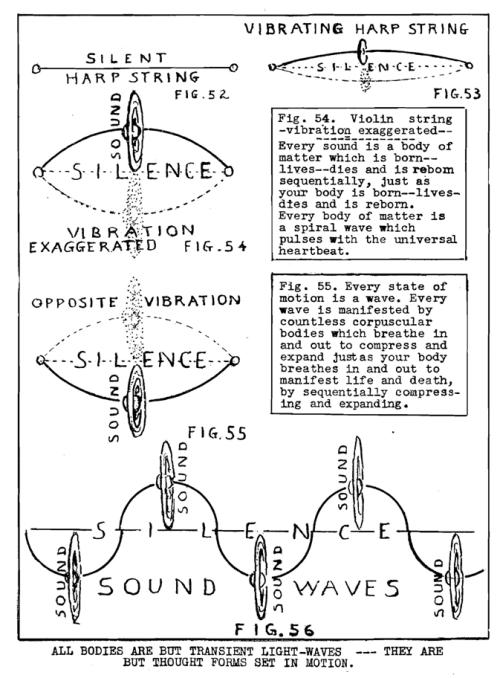 VIBRATING HARP STRING
SILENT
HARP STRING
FIG.52
S-I-L-E-N-C-E
FIG.53
SOUND
S-I-L-ENCE
VIBRATION
EXAGGERATED FIG.54
Fig. 54. Violin string
-vibration exaggerated--
Every sound is a body of
matter which is born--
lives--dies and is reborn
sequentially, just as
your body is born--lives-
dies and is reborn.
Every body of matter is
a spiral wave which
pulses with the universal
heartbeat.
OPPOSITE VIBRATION
S-I-L-ENCE
SOUND
FIG.55
Fig. 55. Every state of
motion is a wave. Every
wave is manifested by
countless corpuscular
bodies which breathe in
and out to compress and
expand just as your body
breathes in and out to
manifest life and death,
by sequentially compress-
ing and expanding.
SOUND
SOUND
S I L E N C E
SOUND
SOUND
SOUND
SOUND WAVES
FIG.56
ALL BODIES ARE BUT TRANSIENT LIGHT-WAVES --- THEY ARE
BUT THOUGHT FORMS SET IN MOTION.